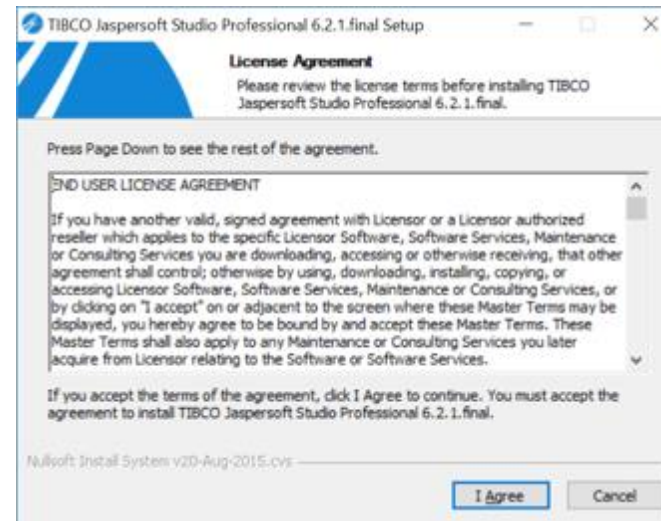 TIBCO Jaspersoft Studio Professional 6.2.1.final Setup
License Agreement
Please review the license terms before installing TIBCO
Jaspersoft Studio Professional 6.2.1.final.
Press Page Down to see the rest of the agreement.
END USER LICENSE AGREEMENT
If you have another valid, signed agreement with Licensor or a Licensor authorized
reseller which applies to the specific Licensor Software, Software Services, Maintenance
or Consulting Services you are downloading, accessing or otherwise receiving, that other
agreement shall control; otherwise by using, downloading, installing, copying, or
accessing Licensor Software, Software Services, Maintenance or Consulting Services, or
by clicking on "I accept" on or adjacent to the screen where these Master Terms may be
displayed, you hereby agree to be bound by and accept these Master Terms. These
Master Terms shall also apply to any Maintenance or Consulting Services you later
acquire from Licensor relating to the Software or Software Services.
If you accept the terms of the agreement, click I Agree to continue. You must accept the
agreement to install TIBCO Jaspersoft Studio Professional 6.2.1.final.
Nullsoft Install System v20-Aug-2015.cvs
I Agree
Cancel